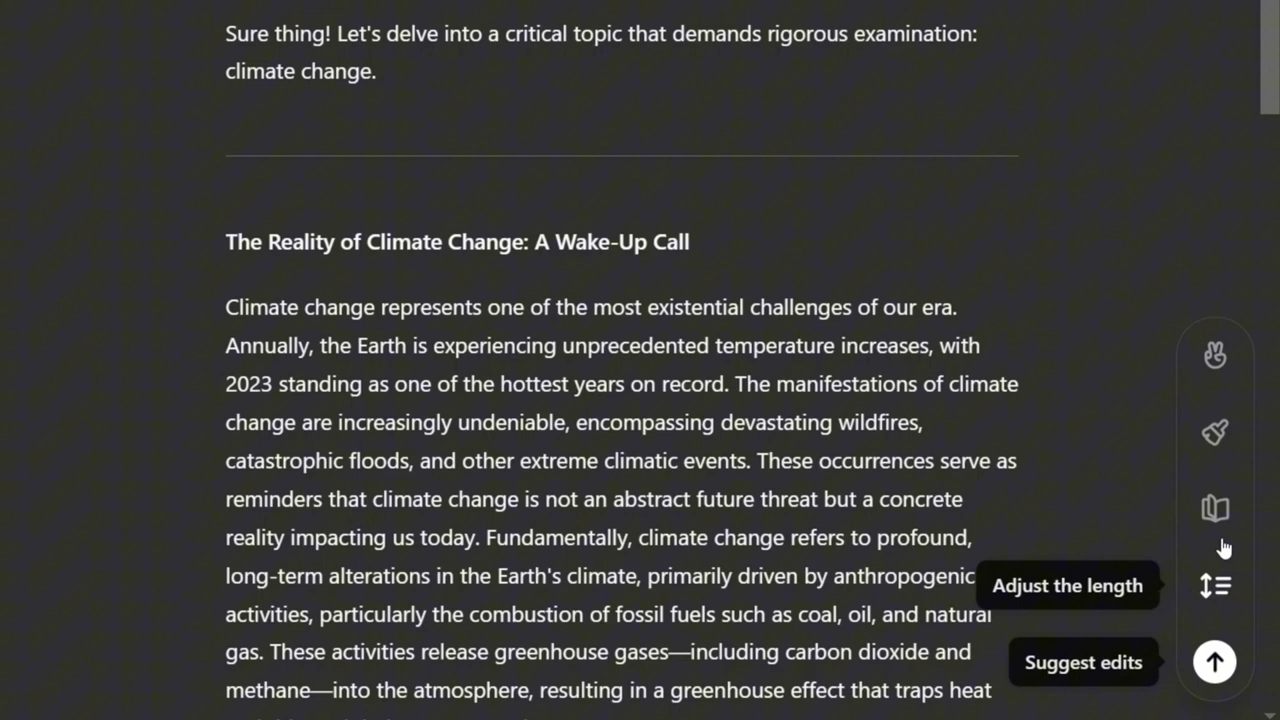 Sure thing! Let's delve into a critical topic that demands rigorous examination:
climate change.
The Reality of Climate Change: A Wake-Up Call
Climate change represents one of the most existential challenges of our era.
Annually, the Earth is experiencing unprecedented temperature increases, with
2023 standing as one of the hottest years on record. The manifestations of climate
change are increasingly undeniable, encompassing devastating wildfires,
catastrophic floods, and other extreme climatic events. These occurrences serve as
reminders that climate change is not an abstract future threat but a concrete
reality impacting us today. Fundamentally, climate change refers to profound,
long-term alterations in the Earth's climate, primarily driven by anthropogenic
activities, particularly the combustion of fossil fuels such as coal, oil, and natural
gas. These activities release greenhouse gases—including carbon dioxide and
methane—into the atmosphere, resulting in a greenhouse effect that traps heat
Adjust the length
Suggest edits